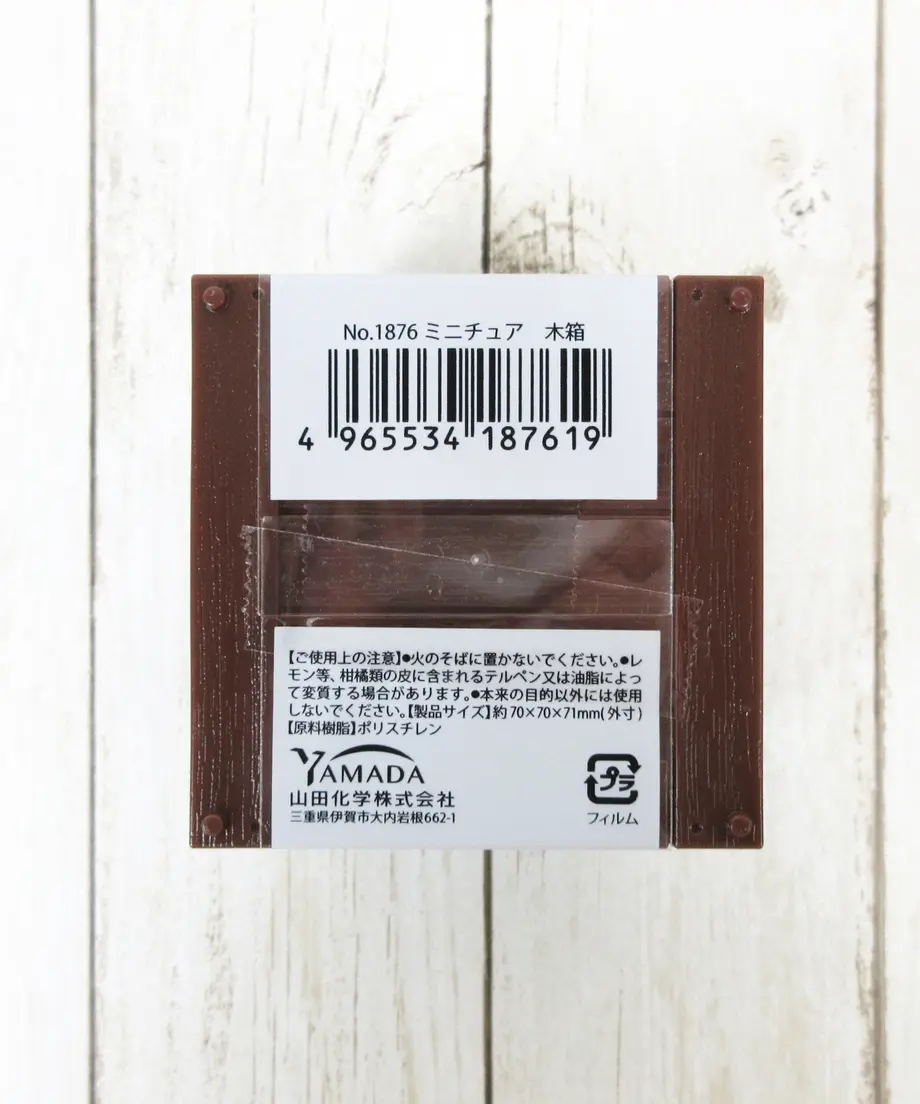 No.1876 ミニチュア 木箱
4 965534 187619
【ご使用上の注意】●火のそばに置かないでください。●レ
モン等、柑橘類の皮に含まれるテルペン又は油脂によっ
て変質する場合があります。●本来の目的以外には使用
しないでください。【製品サイズ】約70×70×71mm(外寸)
【原料樹脂】ポリスチレン
YAMADA
山田化学株式会社
三重県伊賀市大内岩根662-1
プラ
フィルム